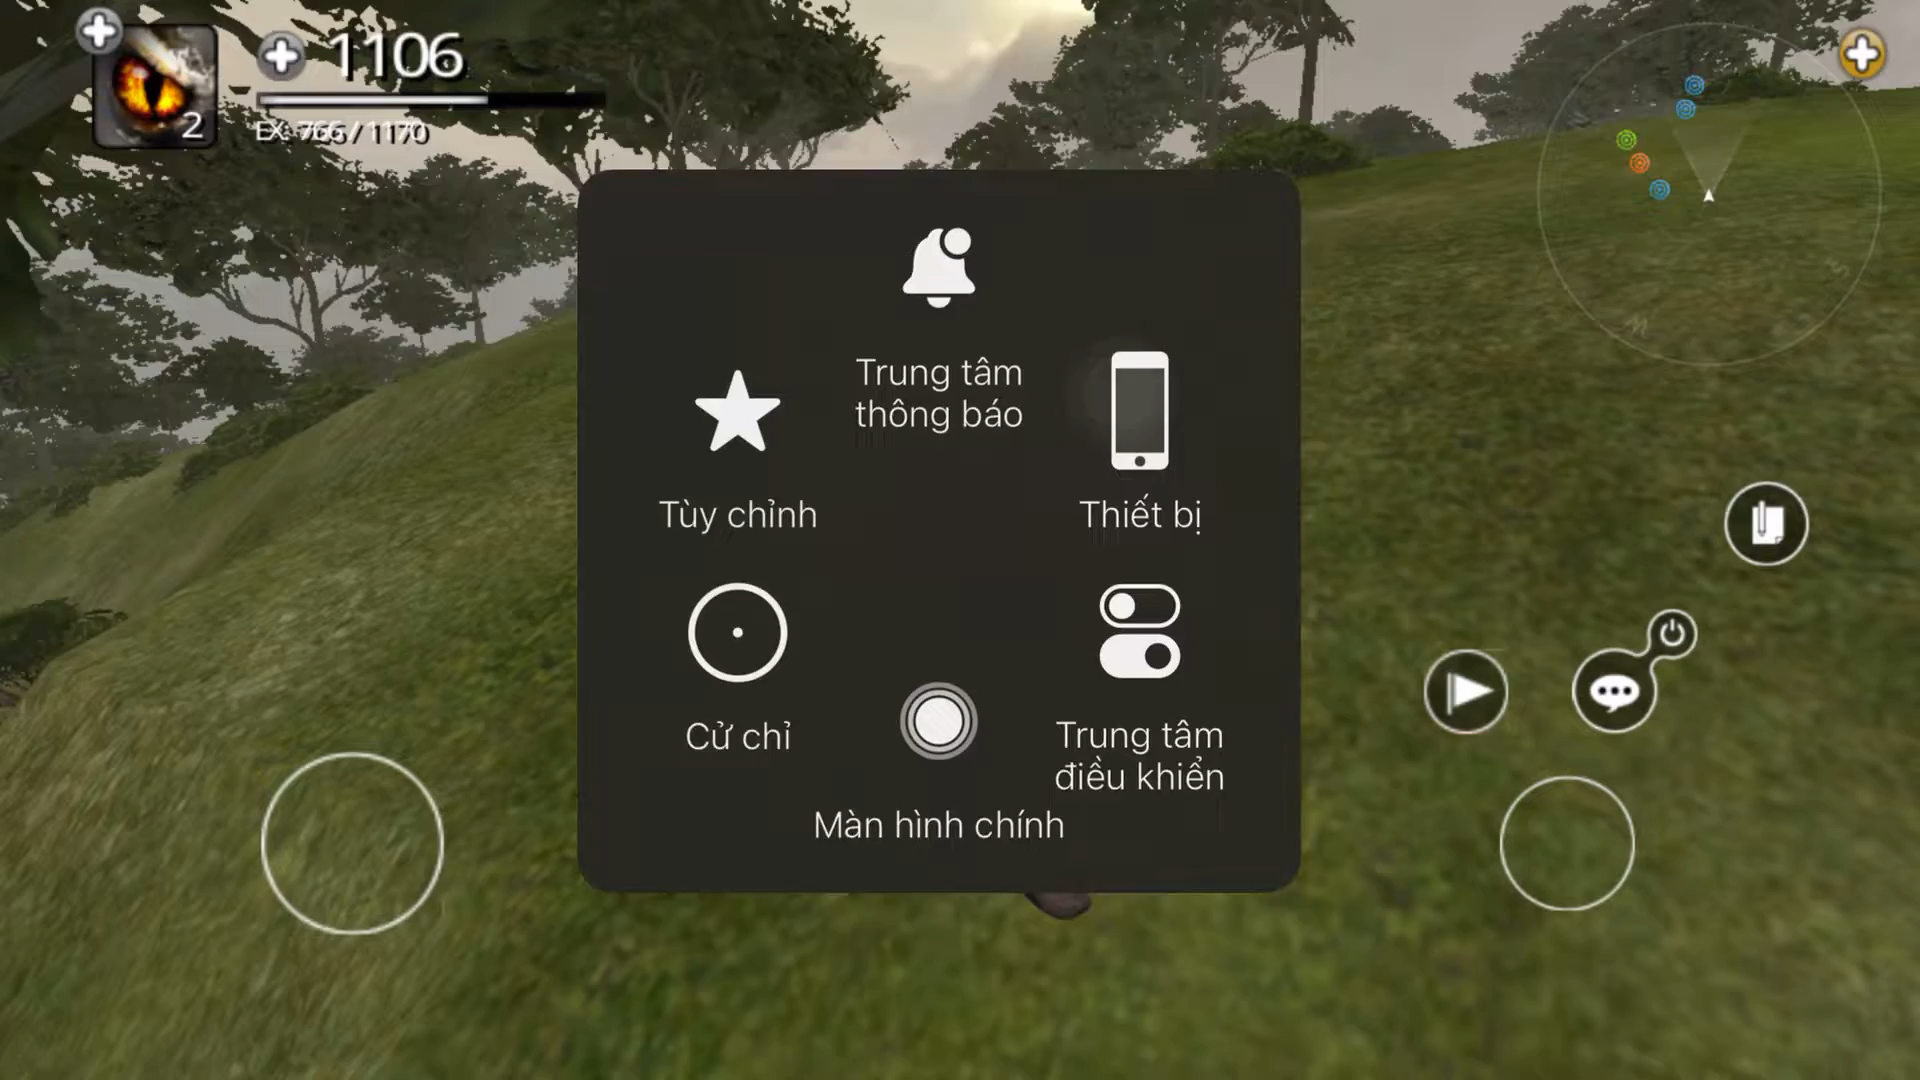 1106
2
EX: 766/1170
Trung tâm
thông báo
Tùy chỉnh
Thiết bị
Cử chỉ
Trung tâm
điều khiển
Màn hình chính